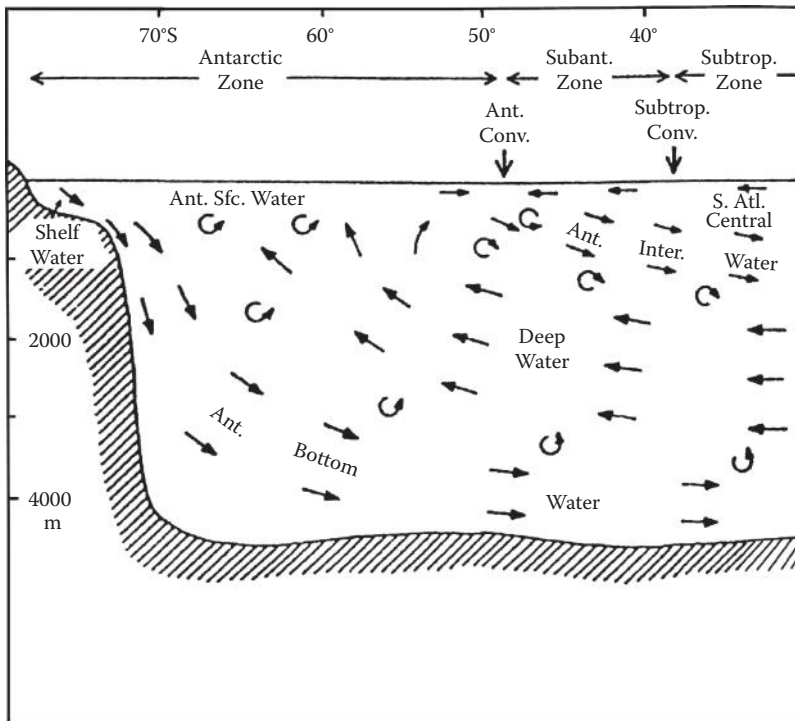 70°S 60° 50° 40°
Antarctic
Zone
Subant.
Zone
Subtrop.
Zone
Ant.
Conv.
Subtrop.
Conv.
Ant. Sfc. Water
S. Atl.
Central
Water
Shelf
Water
Ant.
Inter.
2000
Deep
Water
Ant.
Bottom
Water
4000
m